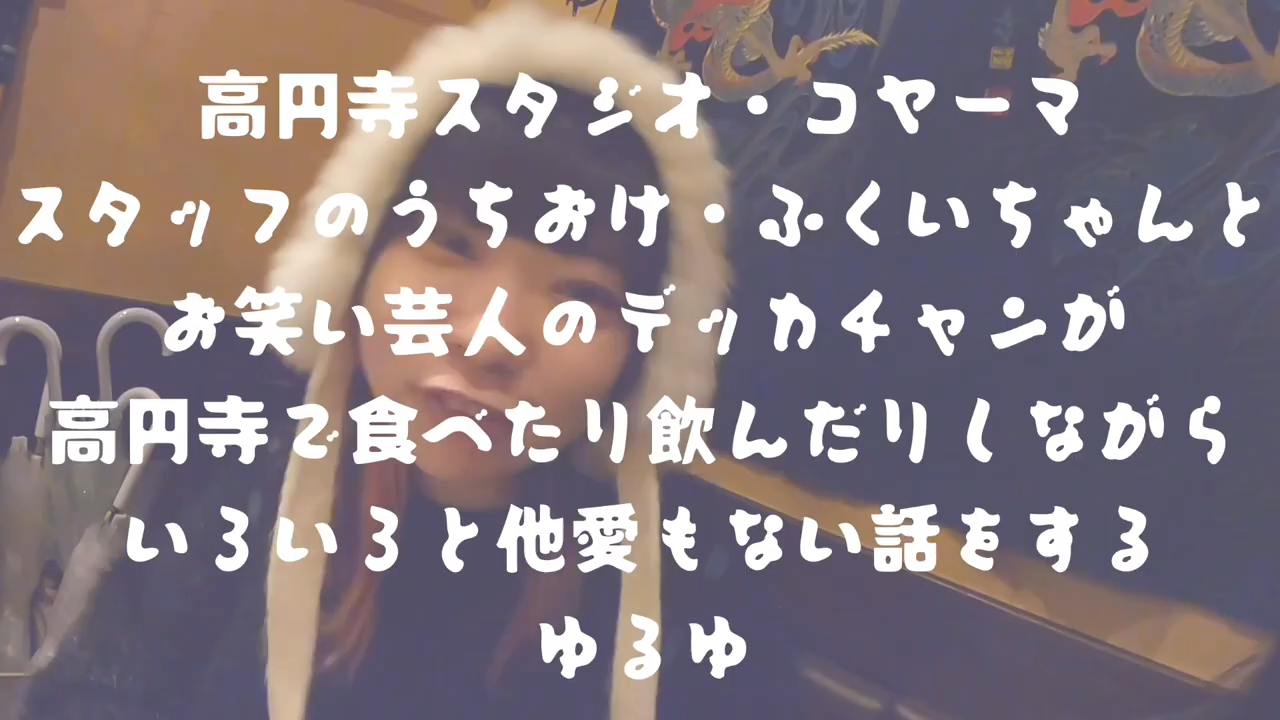 高円寺スタジオ・コヤーマ
スタッフのうちおけ・ふくいちゃんと
お笑い芸人のデッカチャンが
高円寺で食べたり飲んだりしながら
いろいろと他愛もない話をする
ゆるゆ